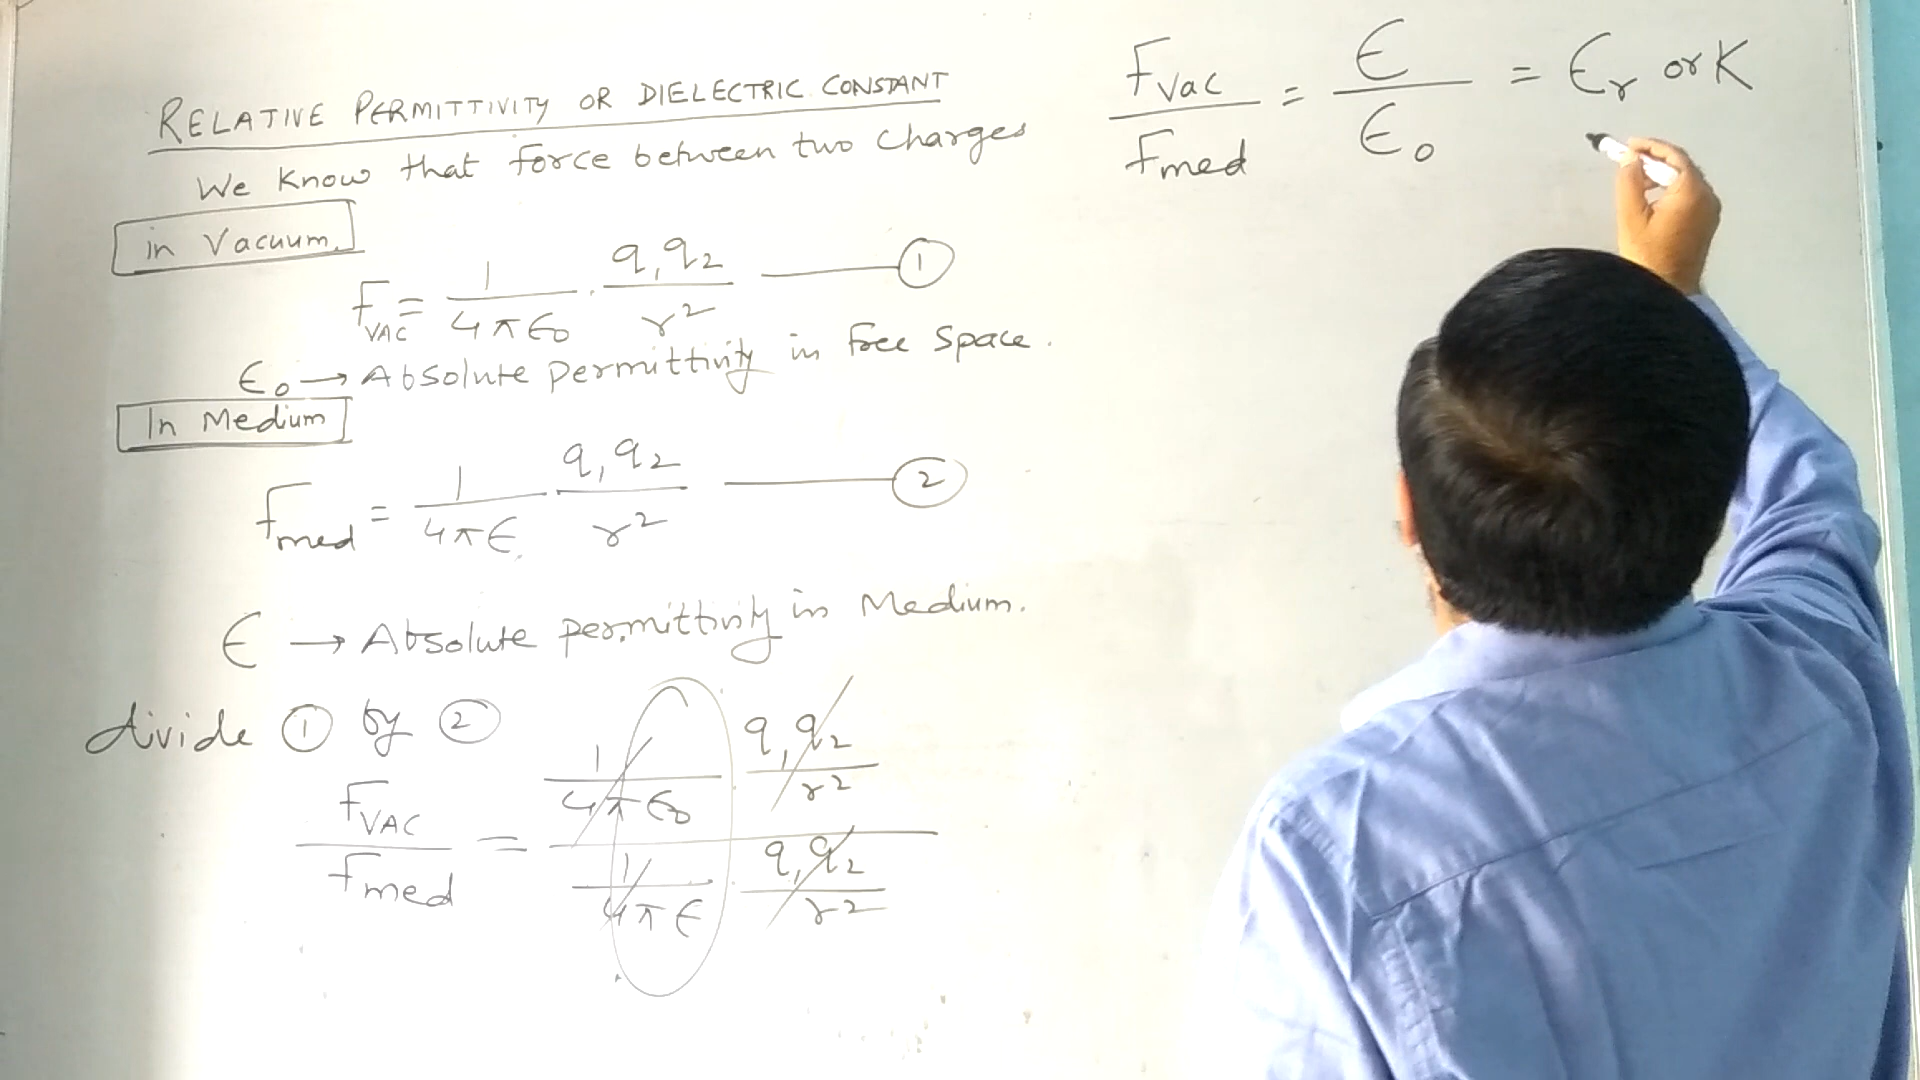 RELATIVE PERMITTIVITY OR DIELECTRIC CONSTANT
We Know that force between two Charges
in Vacuum.
F_VAC = 1/4πϵ₀ . q₁q₂/r² —— ①
ϵ₀ → Absolute permittivity in free space.
In Medium
F_med = 1/4πϵ q₁q₂/r² —— ②
ϵ → Absolute permittivity in Medium.
divide ① by ②
F_VAC/F_med = (1/4πϵ₀ . q₁q₂/r²)/(1/4πϵ . q₁q₂/r²)
F_Vac/F_med = ϵ/ϵ₀ = ϵ_r or K